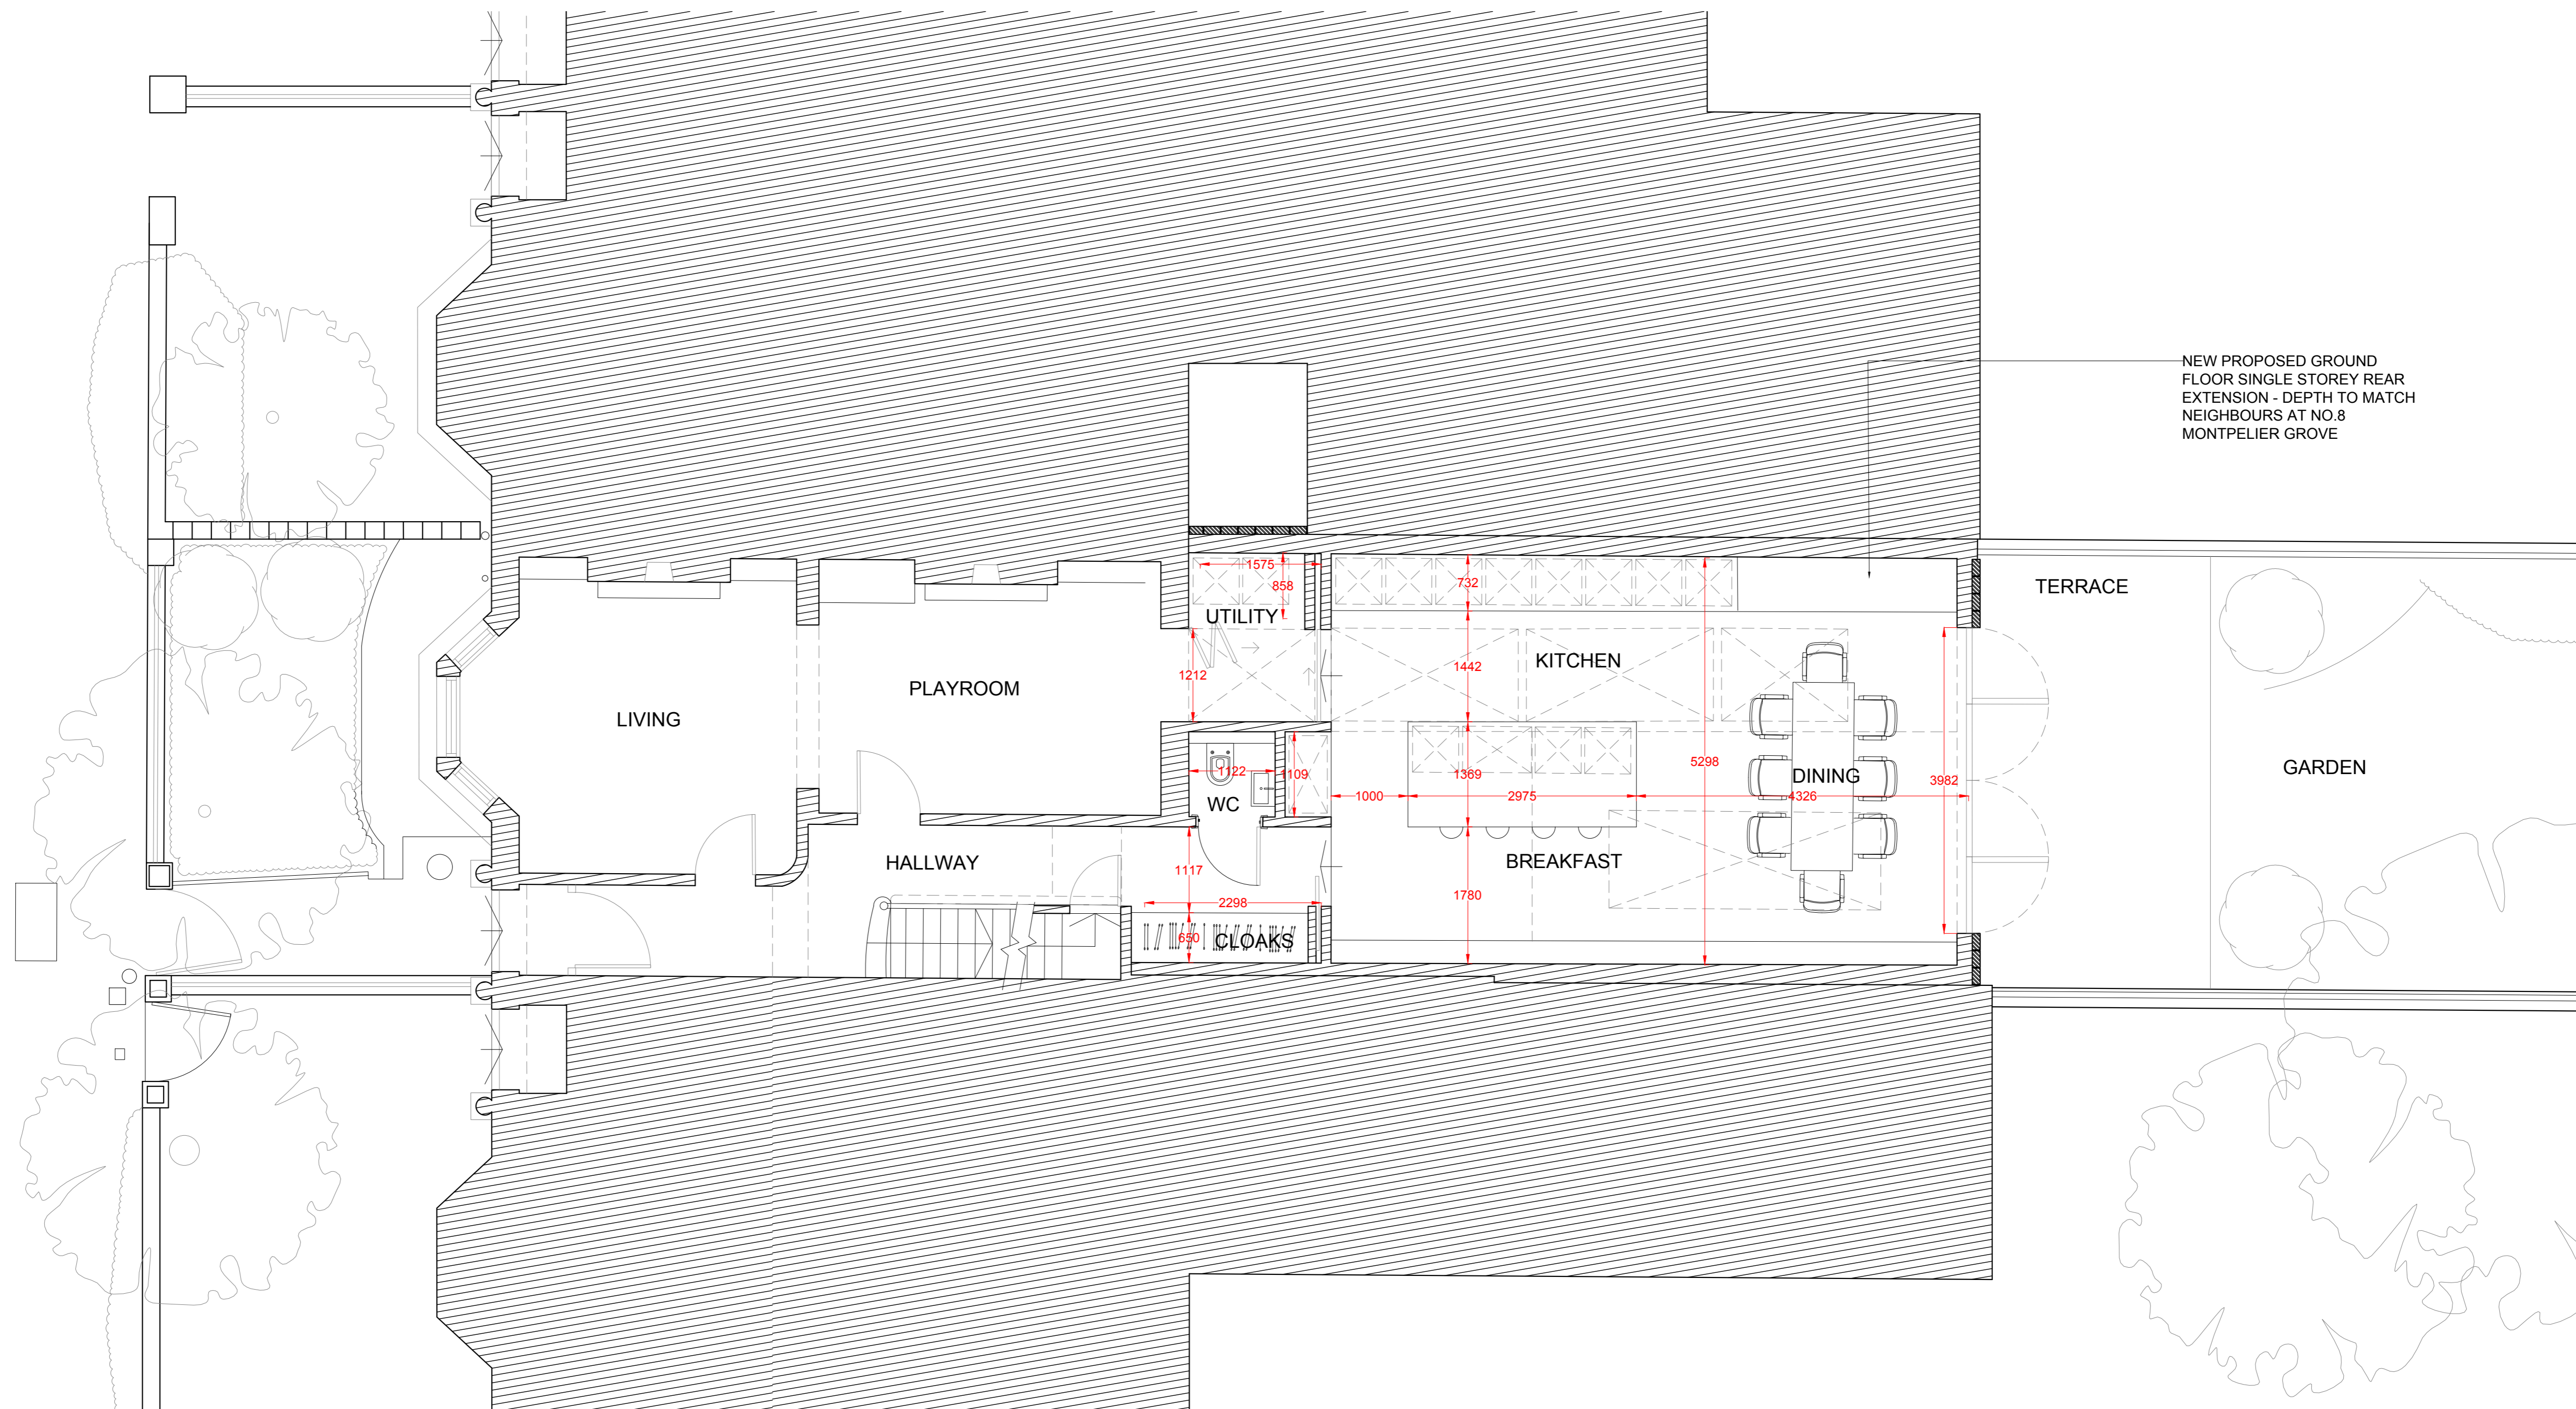 NEW PROPOSED GROUND
FLOOR SINGLE STOREY REAR
EXTENSION - DEPTH TO MATCH
NEIGHBOURS AT NO.8
MONTPELIER GROVE
1575
858
732
TERRACE
UTILITY
1212
1442
KITCHEN
PLAYROOM
LIVING
5298
GARDEN
1122
1109
1369
DINING
3982
WC
1000
2975
4326
HALLWAY
BREAKFAST
1117
1780
2298
650
CLOAKS